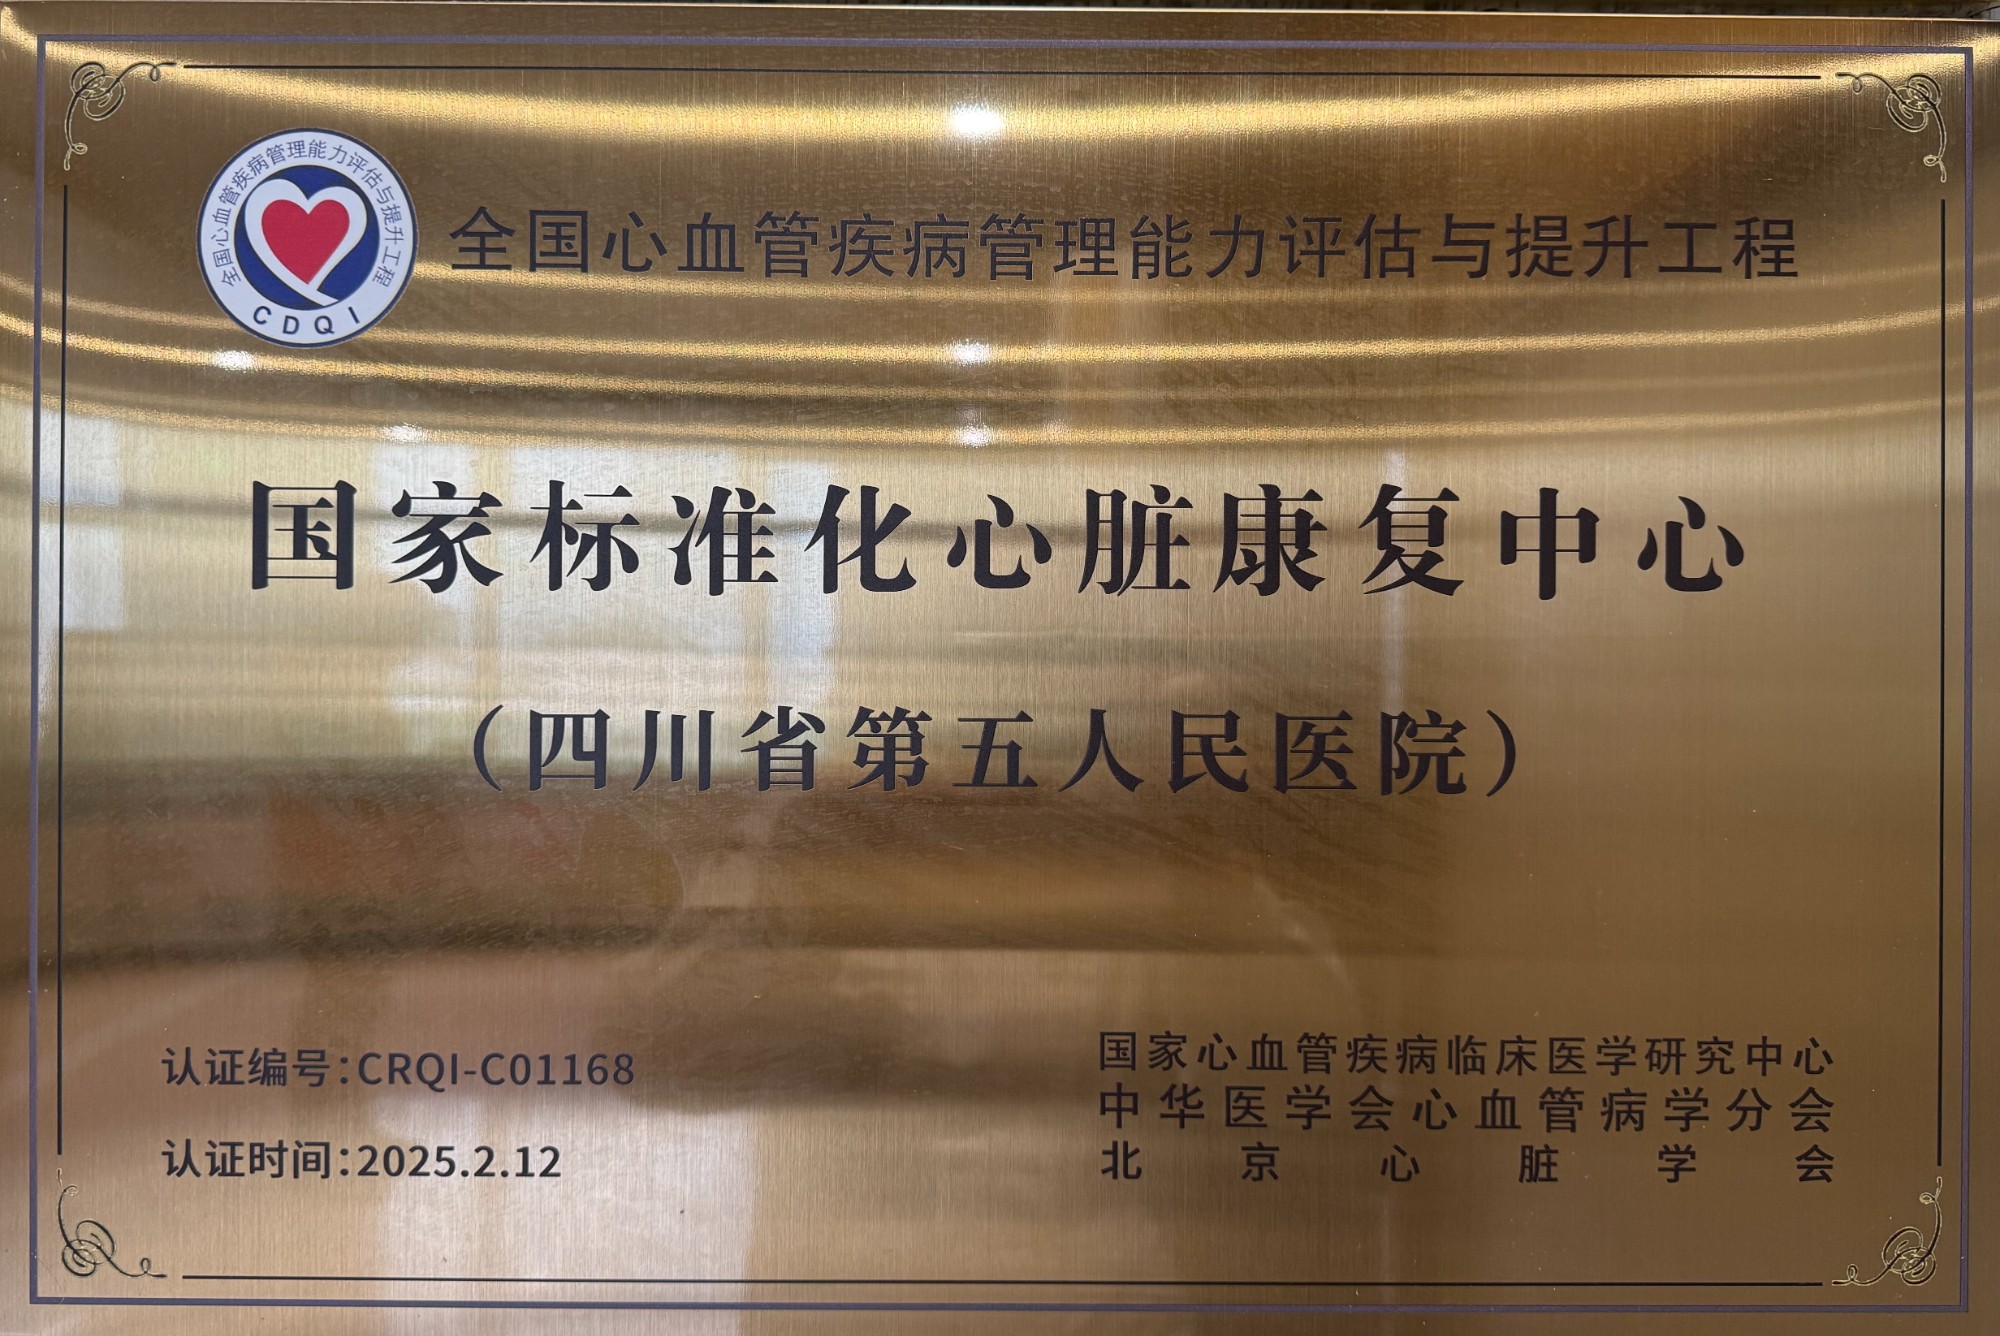 全国心血管疾病管理能力评估与提升工程
CDQI
全国心血管疾病管理能力评估与提升工程
国家标准化心脏康复中心
（四川省第五人民医院）
认证编号：CRQI-C01168
认证时间：2025.2.12
国家心血管疾病临床医学研究中心
中华医学会心血管病学分会
北京心脏学会